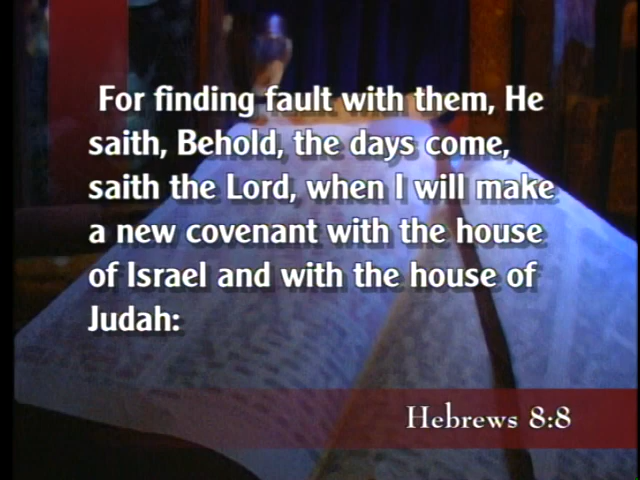 For finding fault with them, He
saith, Behold, the days come,
saith the Lord, when I will make
a new covenant with the house
of Israel and with the house of
Judah:
Hebrews 8:8